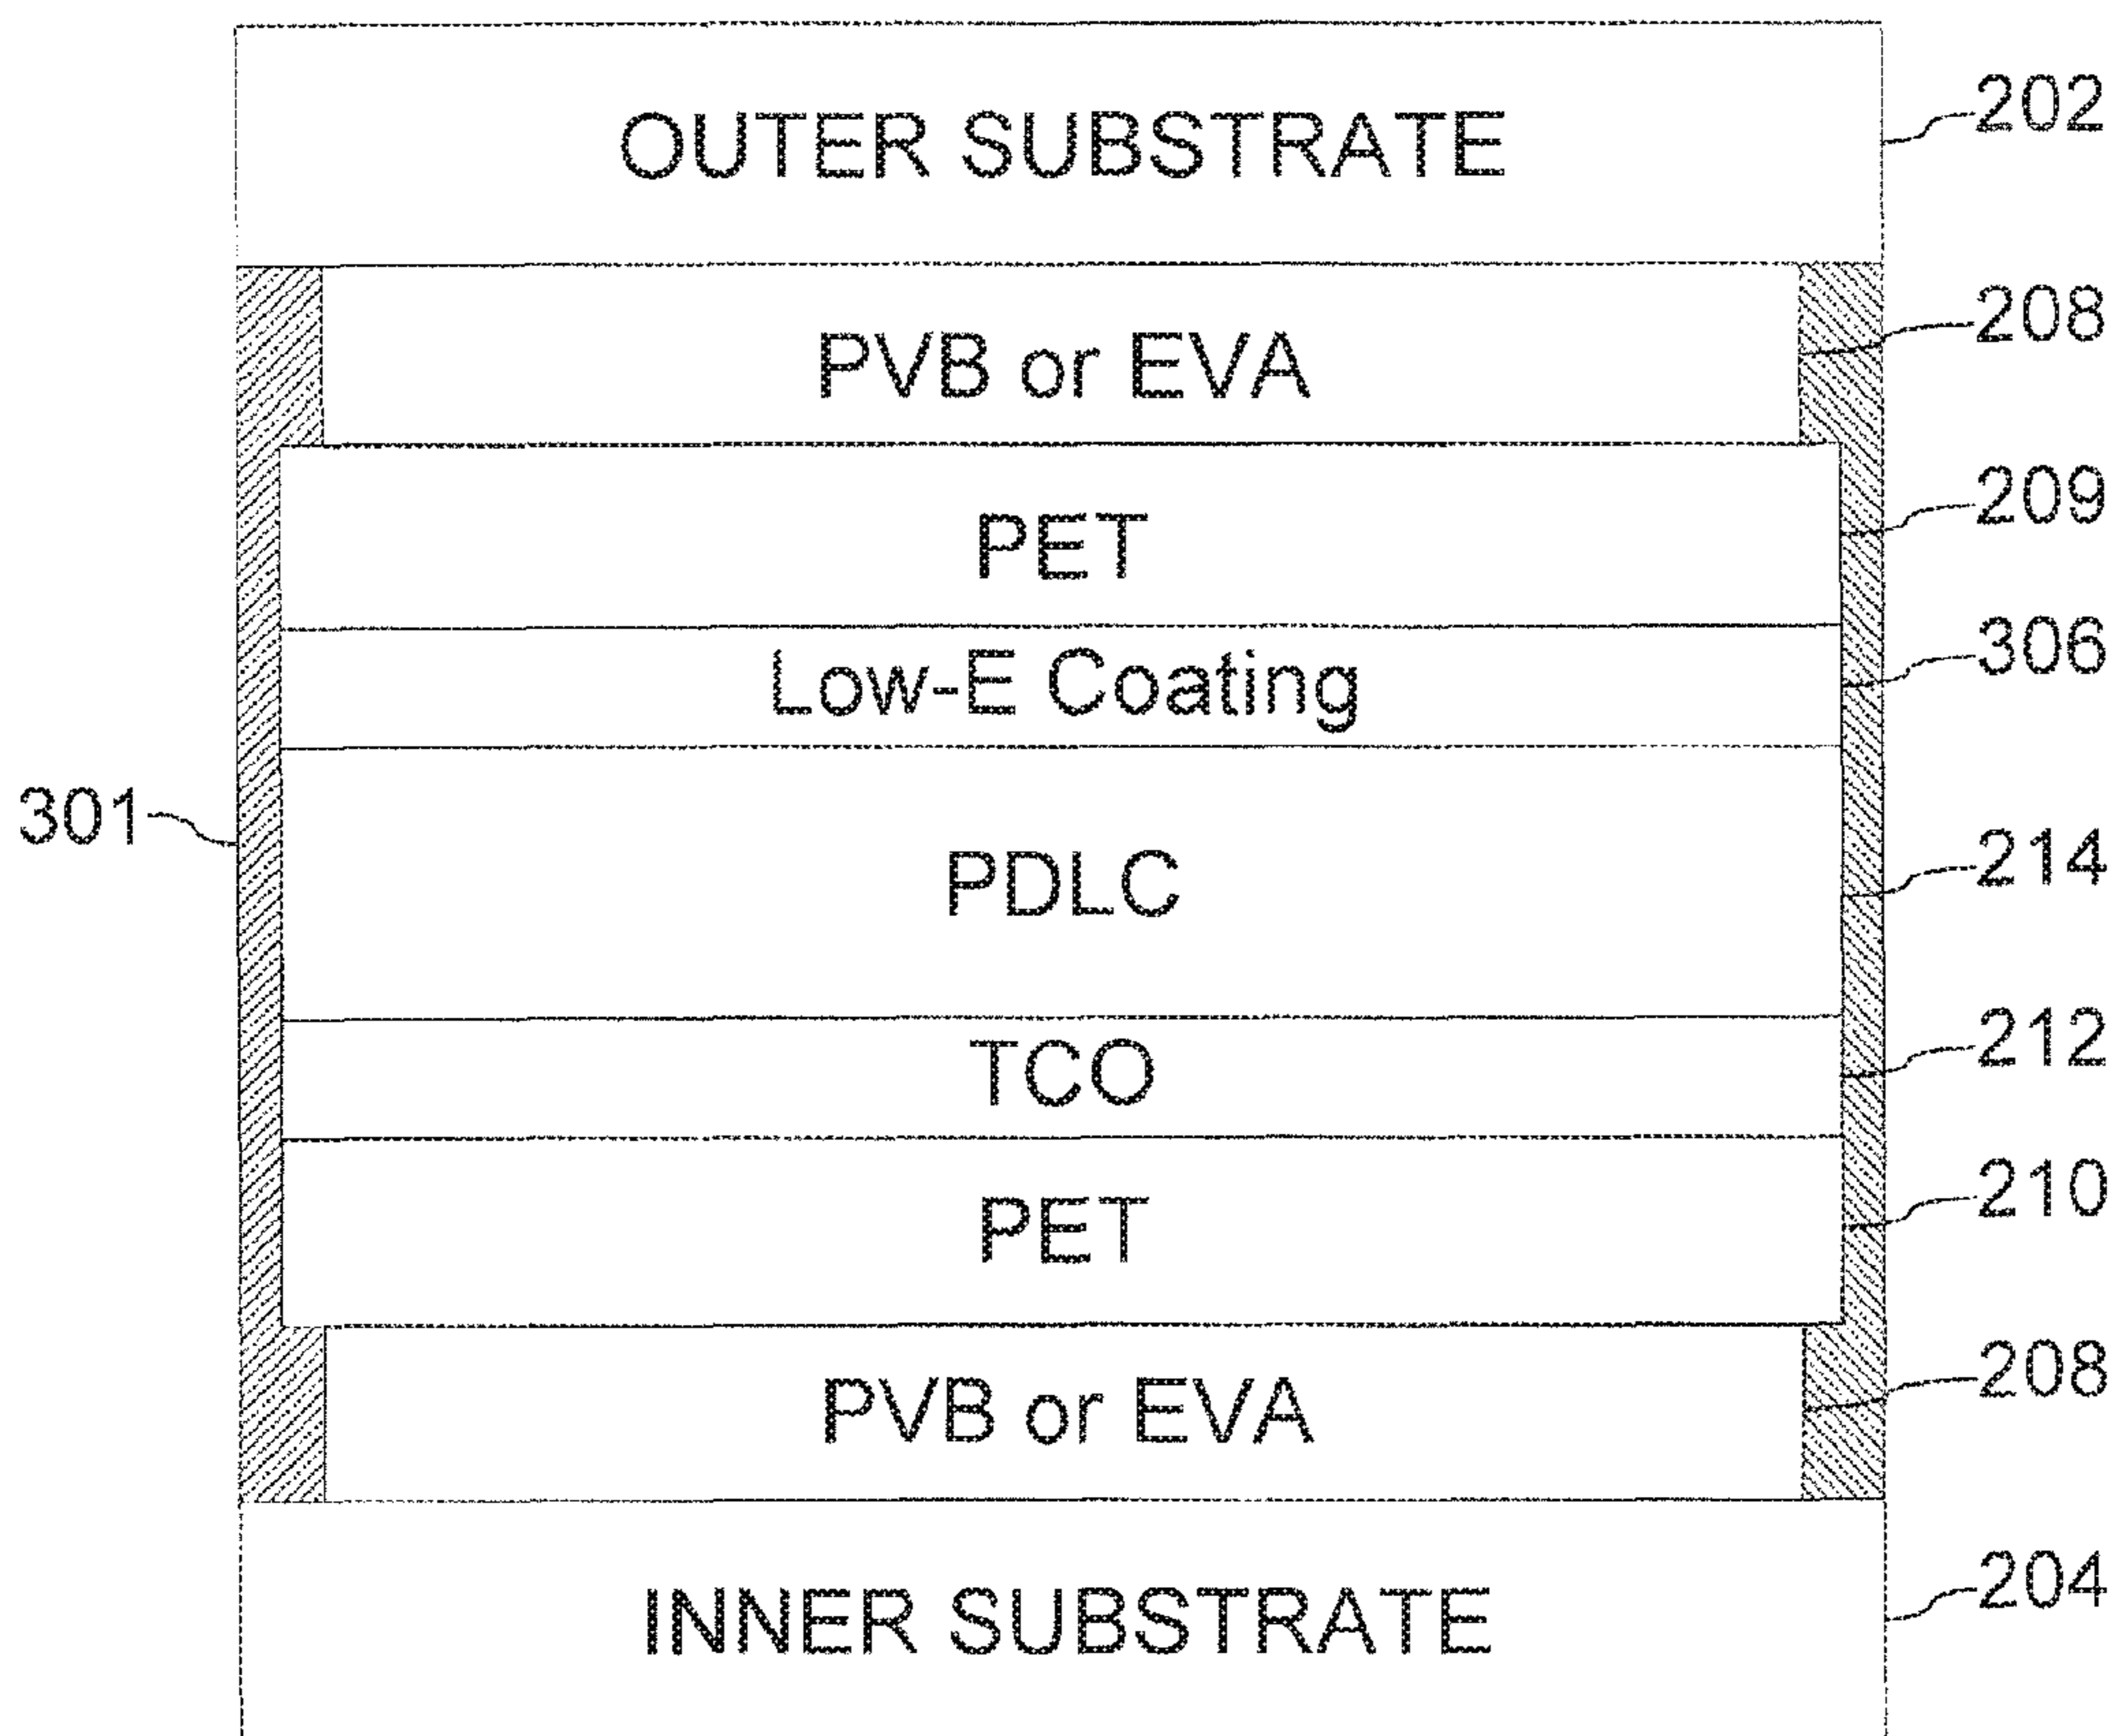 OUTER SUBSTRATE
202
PVB or EVA
208
PET
209
Low-E Coating
306
301
PDLC
214
TCO
212
PET
210
PVB or EVA
208
INNER SUBSTRATE
204